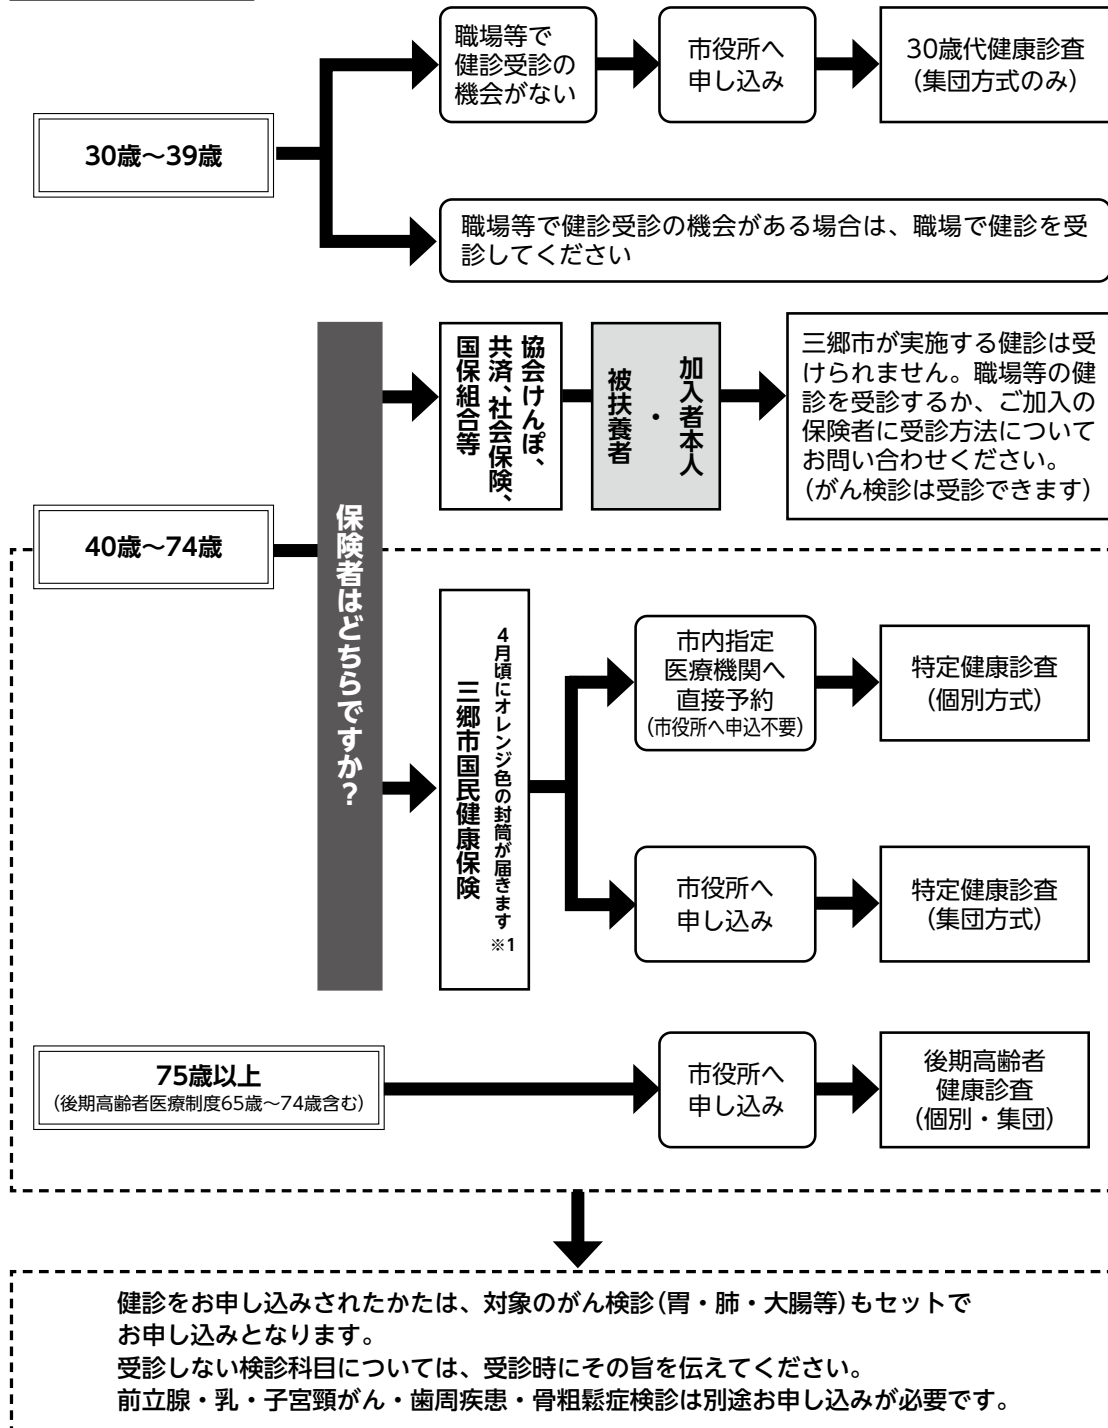 職場等で
健診受診の
機会がない
市役所へ
申し込み
30歳代健康診査
(集団方式のみ)
30歳～39歳
職場等で健診受診の機会がある場合は、職場で健診を受
診してください
協会けんぽ、
共済、社会保険、
国保組合等
加入者本人
・
被扶養者
三郷市が実施する健診は受
けられません。職場等の健
診を受診するか、ご加入の
保険者に受診方法について
お問い合わせください。
(がん検診は受診できます)
40歳～74歳
保険者はどちらですか？
4月頃にオレンジ色の封筒が届きます ※1
三郷市国民健康保険
市内指定
医療機関へ
直接予約
(市役所へ申込不要)
特定健康診査
(個別方式)
市役所へ
申し込み
特定健康診査
(集団方式)
75歳以上
(後期高齢者医療制度65歳～74歳含む)
市役所へ
申し込み
後期高齢者
健康診査
(個別・集団)
健診をお申し込みされたかたは、対象のがん検診(胃・肺・大腸等)もセットで
お申し込みとなります。
受診しない検診科目については、受診時にその旨を伝えてください。
前立腺・乳・子宮頸がん・歯周疾患・骨粗鬆症検診は別途お申し込みが必要です。